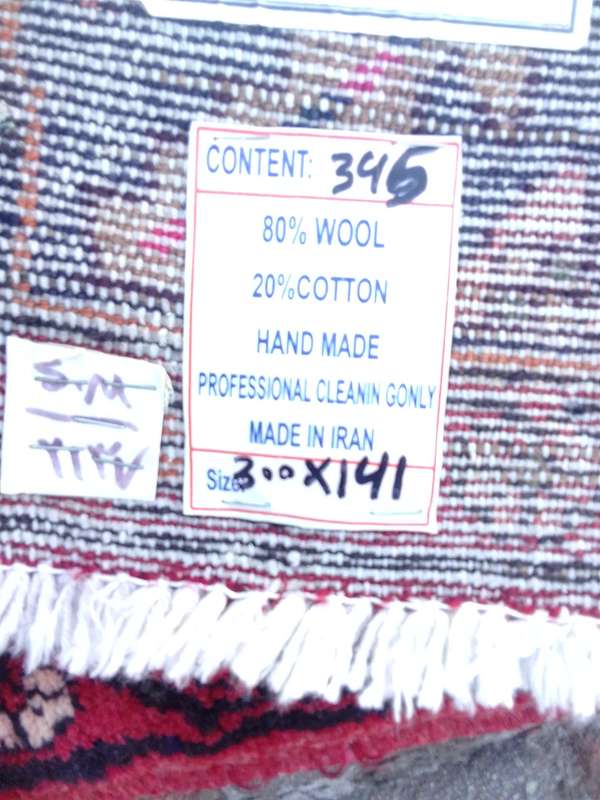 CONTENT: 345
80% WOOL
20%COTTON
HAND MADE
PROFESSIONAL CLEANIN GONLY
MADE IN IRAN
Size: 300X141
S.M